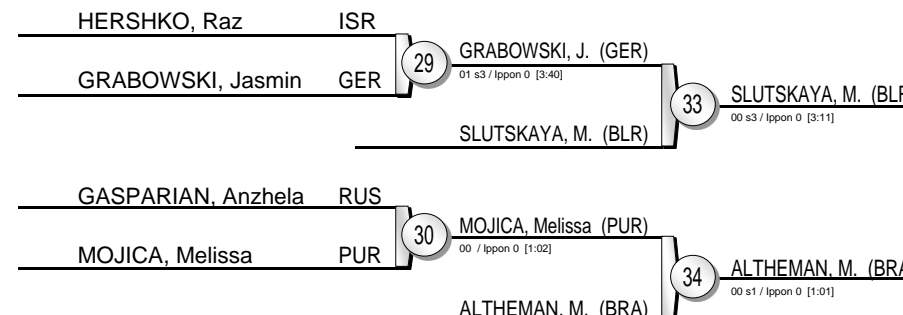 HERSHKO, Raz ISR
GRABOWSKI, Jasmin GER
29
GRABOWSKI, J. (GER)
01 s3 / Ippon 0 [3:40]
SLUTSKAYA, M. (BLR)
33
SLUTSKAYA, M. (BLR
00 s3 / Ippon 0 [3:11]
GASPARIAN, Anzhela RUS
MOJICA, Melissa PUR
30
MOJICA, Melissa (PUR)
00 / Ippon 0 [1:02]
ALTHEMAN, M. (BRA)
34
ALTHEMAN, M. (BRA
00 s1 / Ippon 0 [1:01]